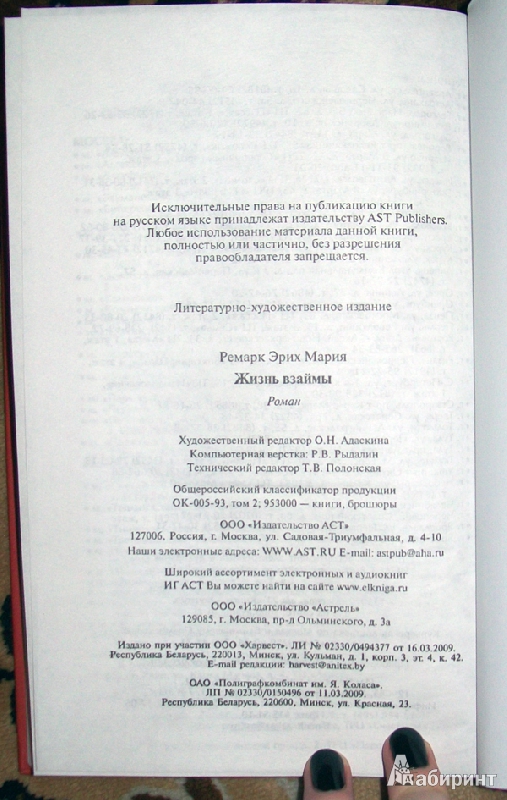 Исключительные права на публикацию книги
на русском языке принадлежат издательству AST Publishers.
Любое использование материала данной книги,
полностью или частично, без разрешения
правообладателя запрещается.
Литературно-художественное издание
Ремарк Эрих Мария
Жизнь взаймы
Роман
Художественный редактор О.Н. Адаскина
Компьютерная верстка: Р.В. Рыдалин
Технический редактор Т.В. Полонская
Общероссийский классификатор продукции
ОК-005-93, том 2; 953000 — книги, брошюры
ООО «Издательство АСТ»
127006, Россия, г. Москва, ул. Садовая-Триумфальная, д. 4-10
Наши электронные адреса: WWW.AST.RU E-mail: astpub@aha.ru
Широкий ассортимент электронных и аудиокниг
ИГ АСТ Вы можете найти на сайте www.elkniga.ru
ООО «Издательство «Астрель»
129085, г. Москва, пр-д Ольминского, д. 3а
Издано при участии ООО «Харвест». ЛИ № 02330/0494377 от 16.03.2009.
Республика Беларусь, 220013, Минск, ул. Кульман, д. 1, корп. 3, эт. 4, к. 42.
E-mail редакции: harvest@anitex.by
ОАО «Полиграфкомбинат им. Я. Коласа».
ЛП № 02330/0150496 от 11.03.2009.
Республика Беларусь, 220600, Минск, ул. Красная, 23.
Лабиринт